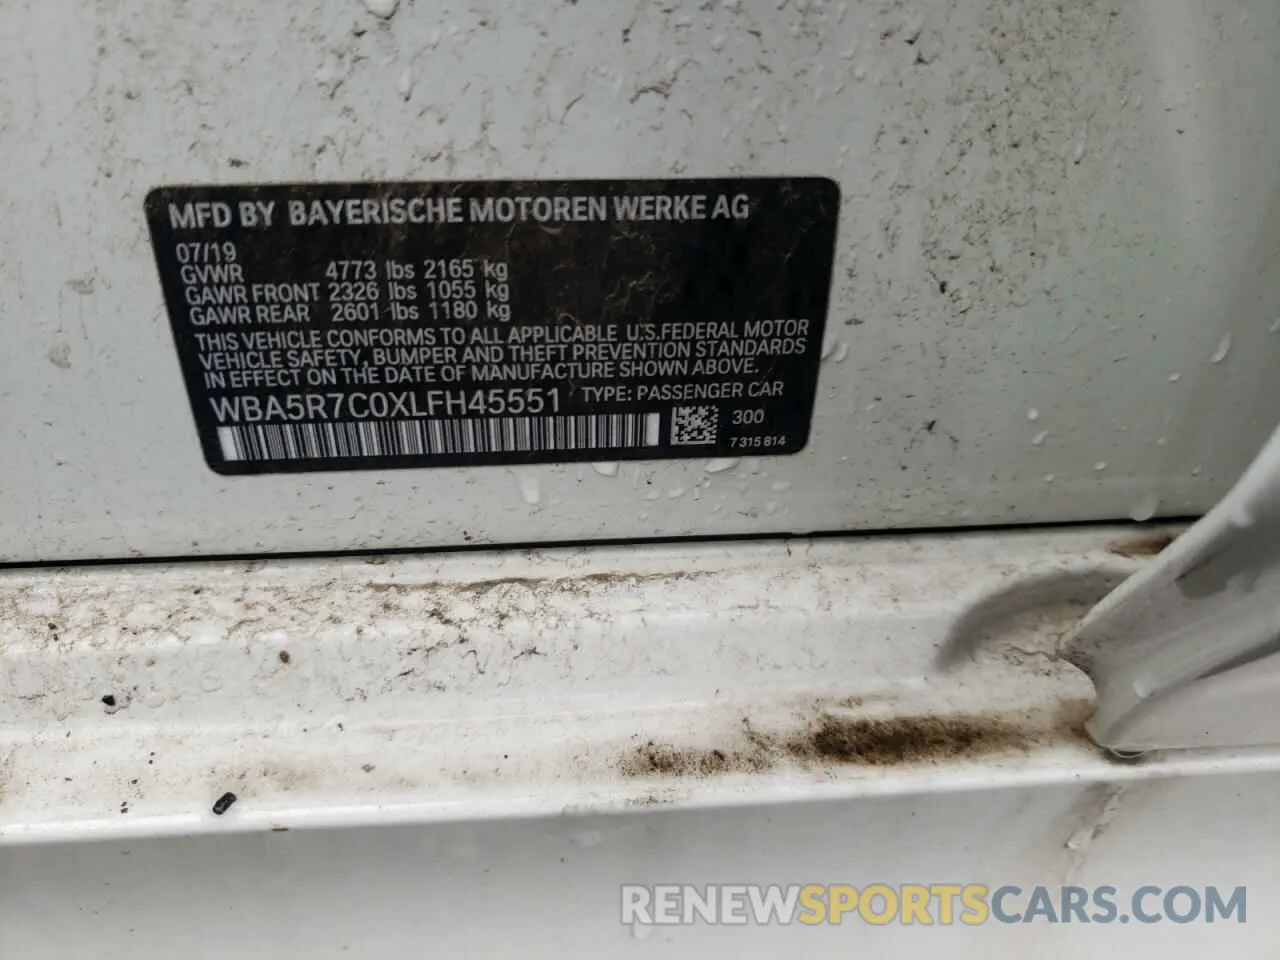 MFD BY BAYERISCHE MOTOREN WERKE AG
07/19
GVWR 4773 lbs 2165 kg
GAWR FRONT 2326 lbs 1055 kg
GAWR REAR 2601 lbs 1180 kg
THIS VEHICLE CONFORMS TO ALL APPLICABLE U.S.FEDERAL MOTOR
VEHICLE SAFETY, BUMPER AND THEFT PREVENTION STANDARDS
IN EFFECT ON THE DATE OF MANUFACTURE SHOWN ABOVE.
WBA5R7C0XLFH45551 TYPE: PASSENGER CAR
300
7 315 814
RENEWSPORTSCARS.COM